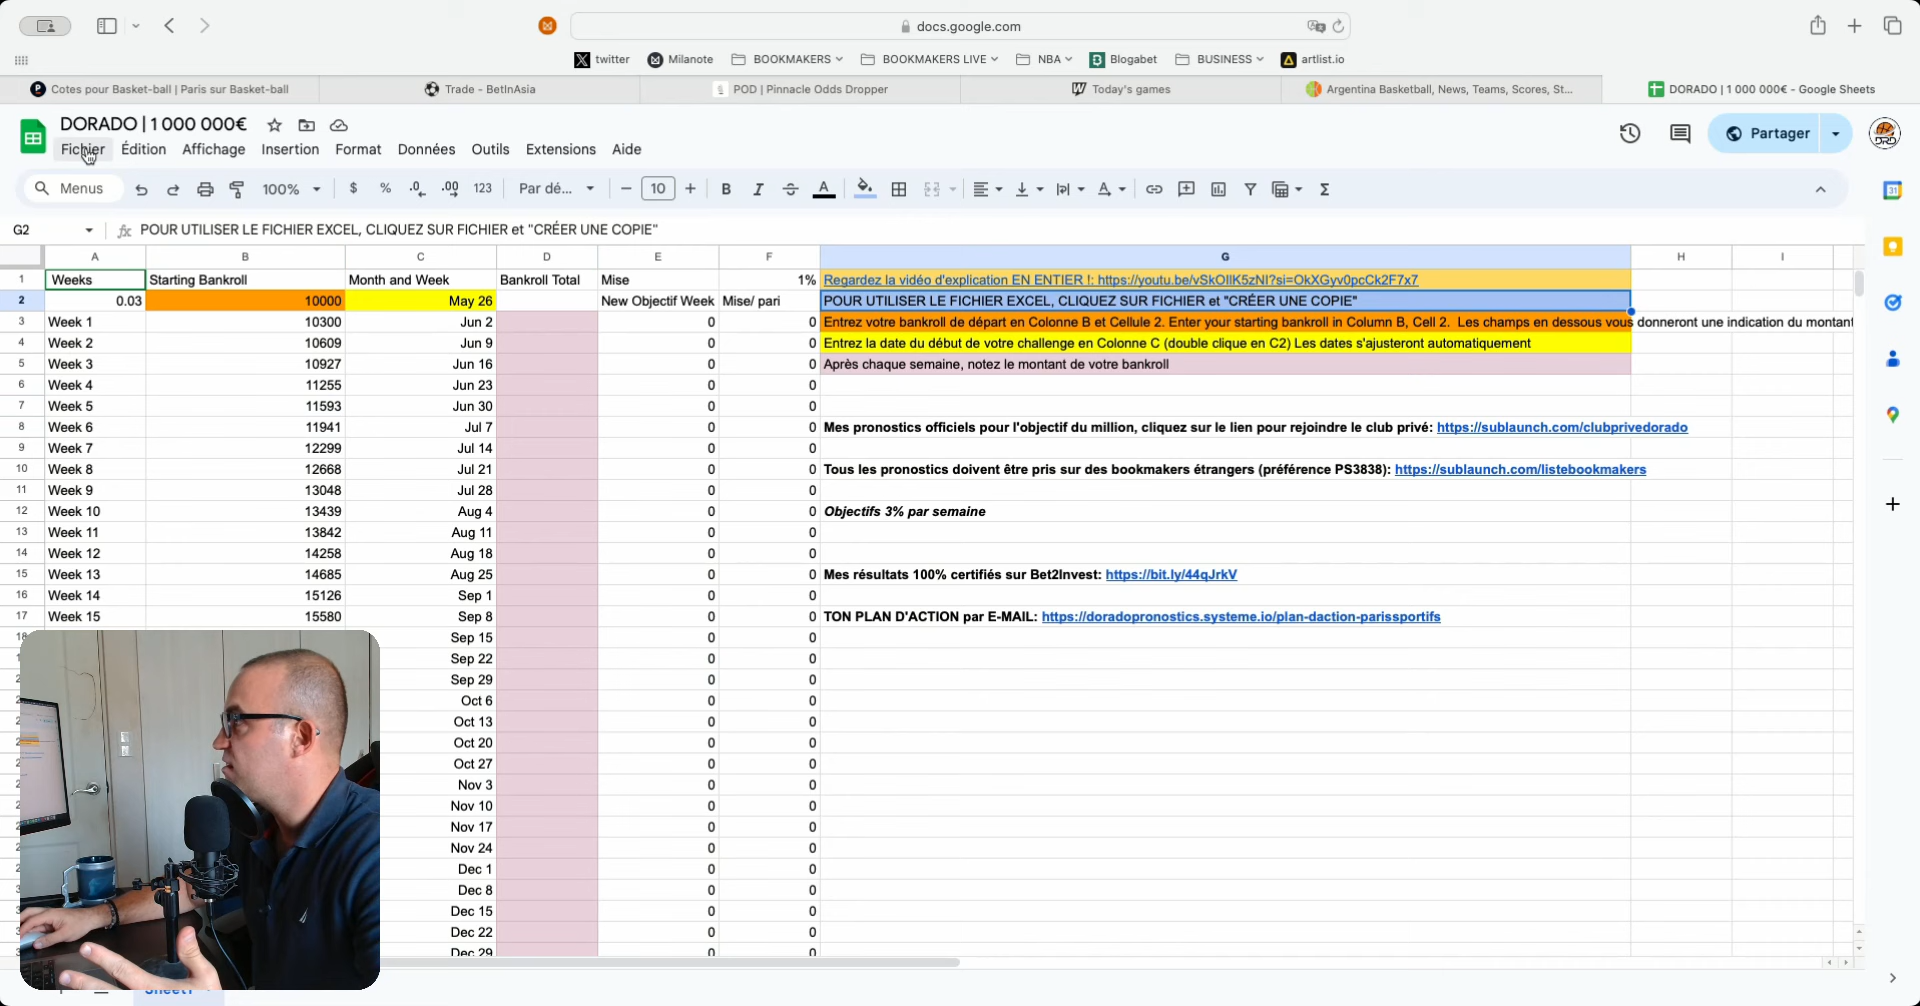 docs.google.com
twitter Milanote BOOKMAKERS BOOKMAKERS LIVE NBA Blogabet BUSINESS artlist.io
Cotes pour Basket-ball | Paris sur Basket-ball Trade - BetInAsia POD | Pinnacle Odds Dropper Today's games Argentina Basketball, News, Teams, Scores, St... DORADO | 1 000 000€ - Google Sheets
DORADO | 1 000 000€
Fichier Édition Affichage Insertion Format Données Outils Extensions Aide
Partager
Menus 100% $ % .0 .00 123 Par dé... 10 B I S A
G2 fx POUR UTILISER LE FICHIER EXCEL, CLIQUEZ SUR FICHIER et "CRÉER UNE COPIE"
A B C D E F G H I
1 Weeks Starting Bankroll Month and Week Bankroll Total Mise 1% Regardez la vidéo d'explication EN ENTIER !: https://youtu.be/vSkOIlK5zNI?si=OkXGyv0pcCk2F7x7
2 0.03 10000 May 26 New Objectif Week Mise/ pari POUR UTILISER LE FICHIER EXCEL, CLIQUEZ SUR FICHIER et "CRÉER UNE COPIE"
3 Week 1 10300 Jun 2 0 0 Entrez votre bankroll de départ en Colonne B et Cellule 2. Enter your starting bankroll in Column B, Cell 2. Les champs en dessous vous donneront une indication du montant
4 Week 2 10609 Jun 9 0 0 Entrez la date du début de votre challenge en Colonne C (double clique en C2) Les dates s'ajusteront automatiquement
5 Week 3 10927 Jun 16 0 0 Après chaque semaine, notez le montant de votre bankroll
6 Week 4 11255 Jun 23 0 0
7 Week 5 11593 Jun 30 0 0
8 Week 6 11941 Jul 7 0 0 Mes pronostics officiels pour l'objectif du million, cliquez sur le lien pour rejoindre le club privé: https://sublaunch.com/clubprivedorado
9 Week 7 12299 Jul 14 0 0
10 Week 8 12668 Jul 21 0 0 Tous les pronostics doivent être pris sur des bookmakers étrangers (préférence PS3838): https://sublaunch.com/listebookmakers
11 Week 9 13048 Jul 28 0 0
12 Week 10 13439 Aug 4 0 0 Objectifs 3% par semaine
13 Week 11 13842 Aug 11 0 0
14 Week 12 14258 Aug 18 0 0
15 Week 13 14685 Aug 25 0 0 Mes résultats 100% certifiés sur Bet2Invest: https://bit.ly/44qJrkV
16 Week 14 15126 Sep 1 0 0
17 Week 15 15580 Sep 8 0 0 TON PLAN D'ACTION par E-MAIL: https://doradopronostics.systeme.io/plan-daction-parissportifs
Sep 15 0 0
Sep 22 0 0
Sep 29 0 0
Oct 6 0 0
Oct 13 0 0
Oct 20 0 0
Oct 27 0 0
Nov 3 0 0
Nov 10 0 0
Nov 17 0 0
Nov 24 0 0
Dec 1 0 0
Dec 8 0 0
Dec 15 0 0
Dec 22 0 0
Dec 29 0 0
Sheet1